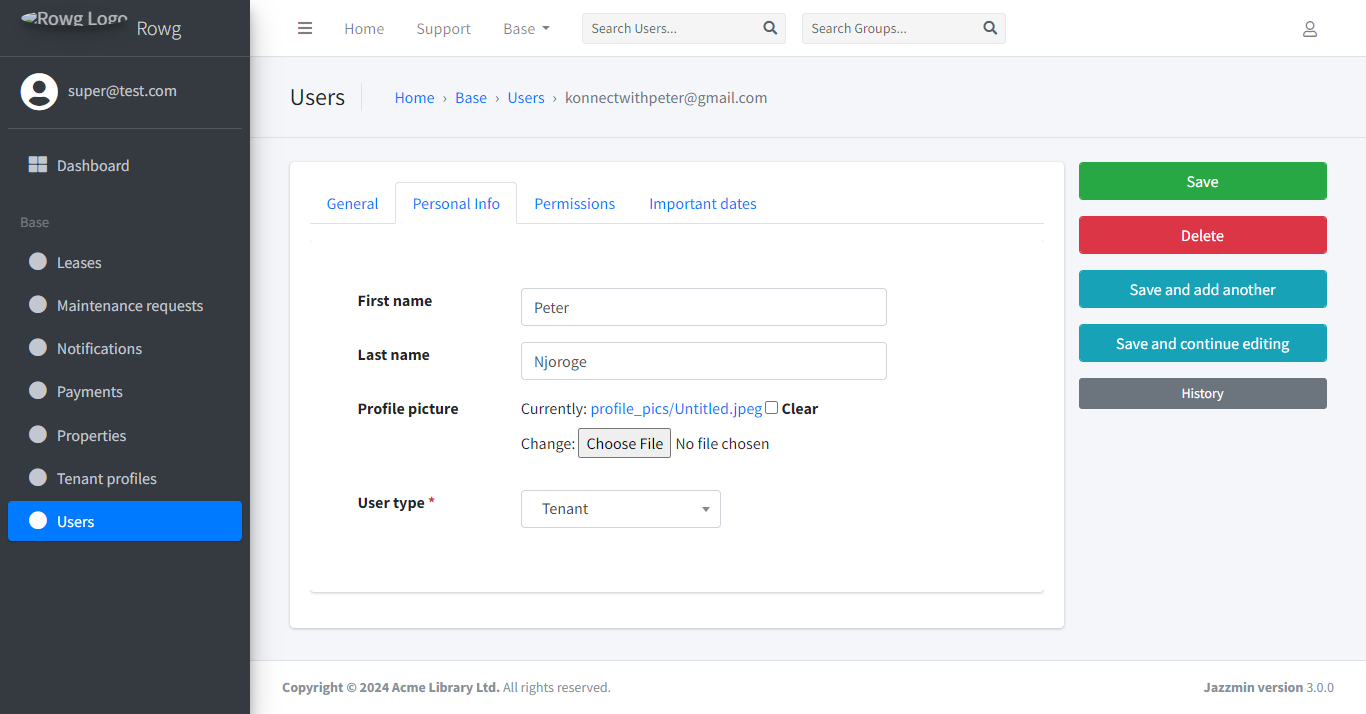 Rowg Logo Rowg
super@test.com
Dashboard
Base
Leases
Maintenance requests
Notifications
Payments
Properties
Tenant profiles
Users
Home Support Base Search Users... Search Groups...
Users Home › Base › Users › konnectwithpeter@gmail.com
General Personal Info Permissions Important dates
First name Peter
Last name Njoroge
Profile picture Currently: profile_pics/Untitled.jpeg Clear
Change: Choose File No file chosen
User type * Tenant
Save
Delete
Save and add another
Save and continue editing
History
Copyright © 2024 Acme Library Ltd. All rights reserved. Jazzmin version 3.0.0